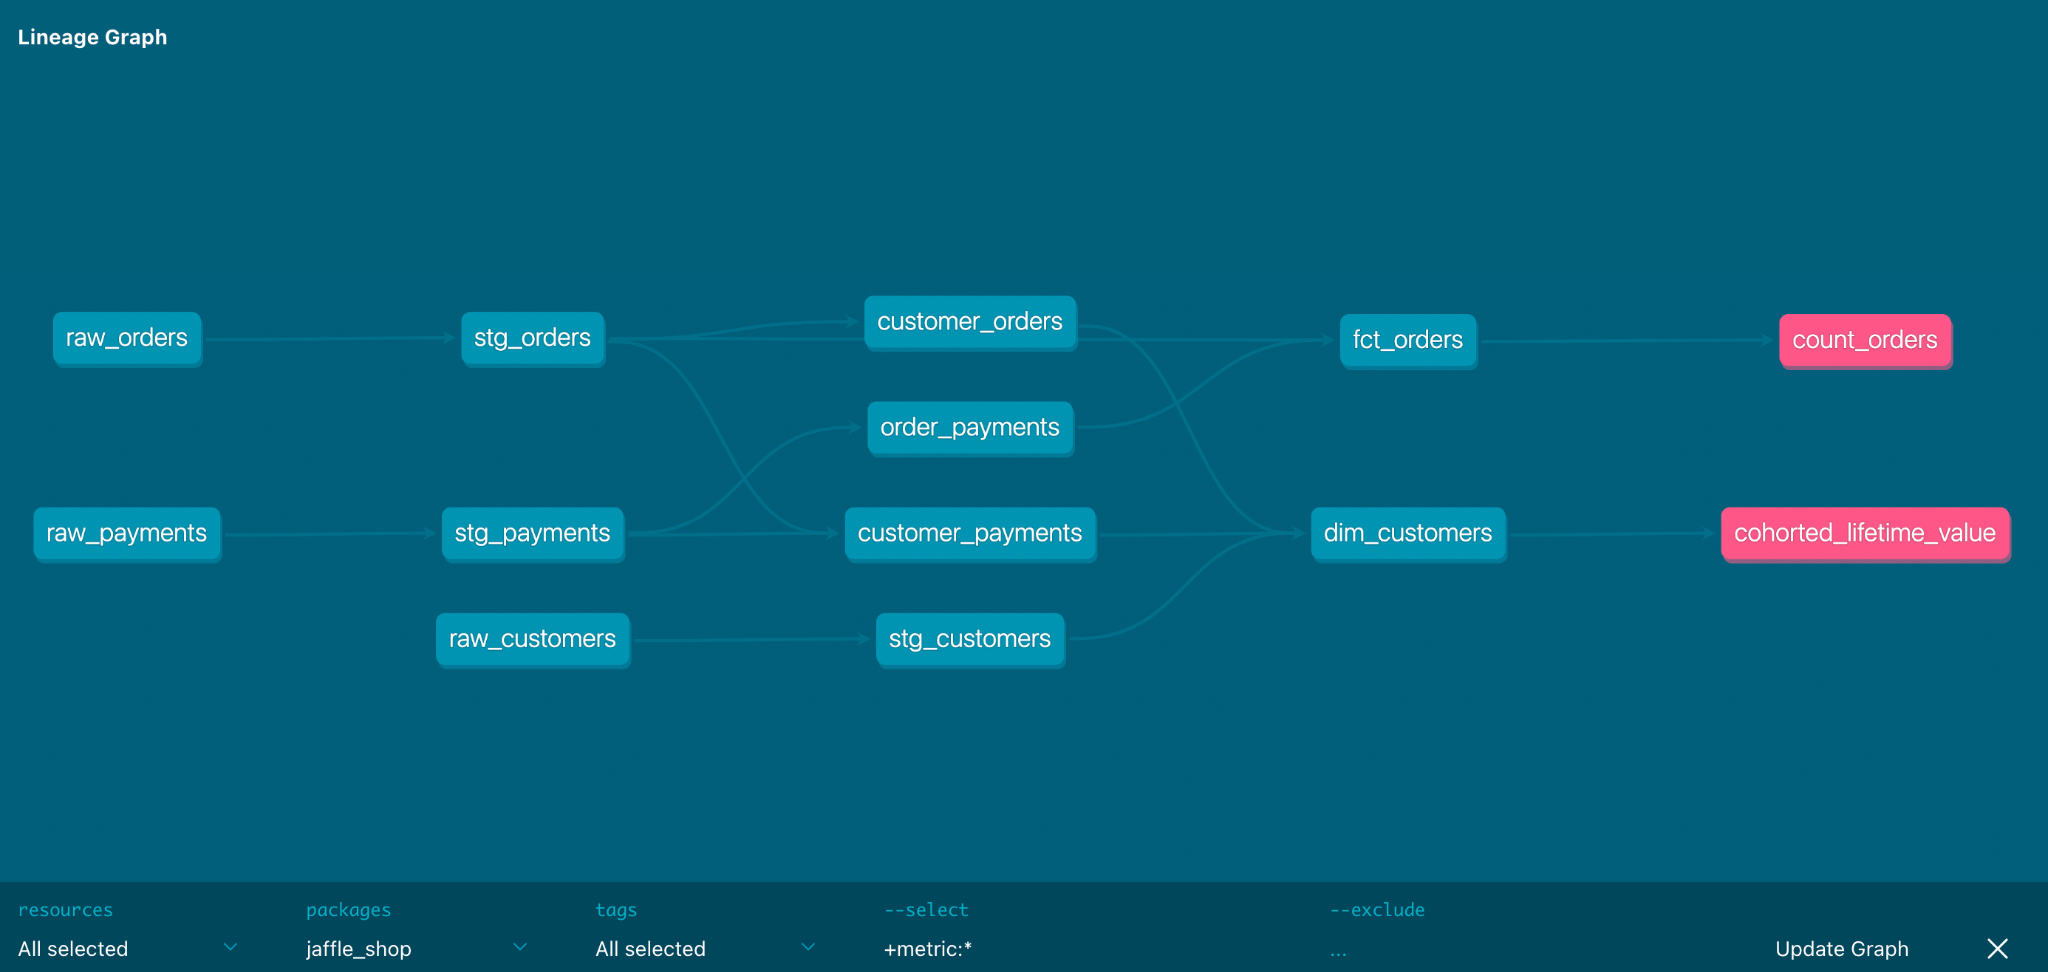 Lineage Graph
raw_orders
stg_orders
customer_orders
fct_orders
count_orders
order_payments
raw_payments
stg_payments
customer_payments
dim_customers
cohorted_lifetime_value
raw_customers
stg_customers
resources
packages
tags
--select
--exclude
All selected
jaffle_shop
All selected
+metric:*
...
Update Graph